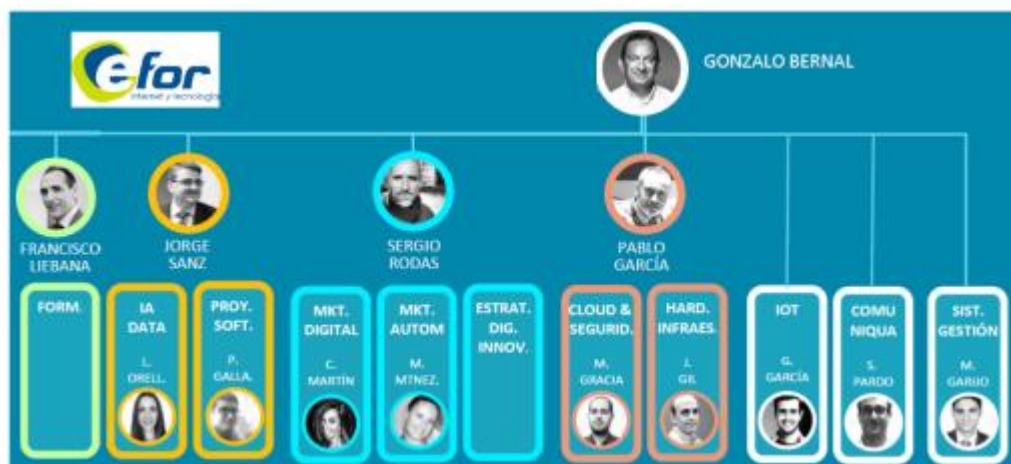 efor
internet y tecnología
GONZALO BERNAL
FRANCISCO
LIEBANA
JORGE
SANZ
SERGIO
RODAS
PABLO
GARCÍA
FORM.
IA
DATA
L.
ORELL.
PROY.
SOFT.
P.
GALLA.
MKT.
DIGITAL
C.
MARTÍN
MKT.
AUTOM
M.
MTNEZ.
ESTRAT.
DIG.
INNOV.
CLOUD &
SEGURID.
M.
GRACIA
HARD.
INFRAES.
J.
GIL
IOT
G.
GARCÍA
COMU
NIQUA
S.
PARDO
SIST.
GESTIÓN
M.
GARIJO